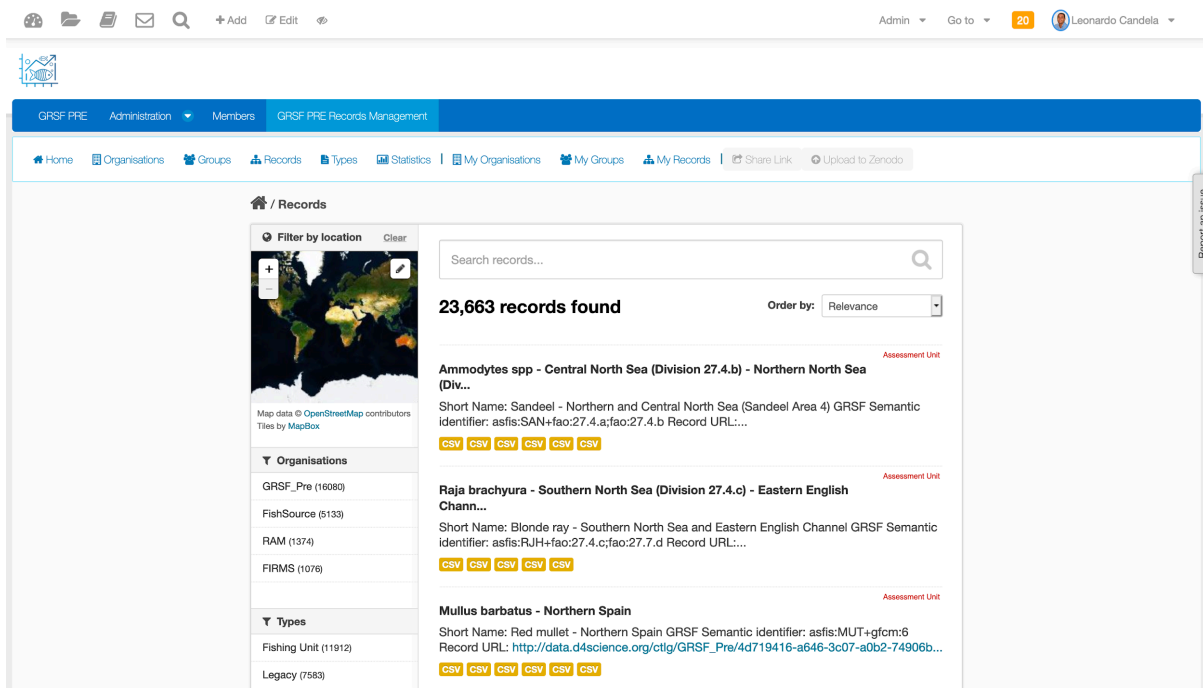 + Add Edit Admin Go to 20 Leonardo Candela
GRSF PRE Administration Members GRSF PRE Records Management
Home Organisations Groups Records Types Statistics | My Organisations My Groups My Records | Share Link Upload to Zenodo
Report an issue
/ Records
Filter by location Clear
+
−
Map data © OpenStreetMap contributors
Tiles by MapBox
Organisations
GRSF_Pre (16080)
FishSource (5133)
RAM (1374)
FIRMS (1076)
Types
Fishing Unit (11912)
Legacy (7583)
Search records...
23,663 records found
Order by: Relevance
Assessment Unit
Ammodytes spp - Central North Sea (Division 27.4.b) - Northern North Sea
(Div...
Short Name: Sandeel - Northern and Central North Sea (Sandeel Area 4) GRSF Semantic
identifier: asfis:SAN+fao:27.4.a;fao:27.4.b Record URL:...
CSV CSV CSV CSV CSV CSV
Assessment Unit
Raja brachyura - Southern North Sea (Division 27.4.c) - Eastern English
Chann...
Short Name: Blonde ray - Southern North Sea and Eastern English Channel GRSF Semantic
identifier: asfis:RJH+fao:27.4.c;fao:27.7.d Record URL:...
CSV CSV CSV CSV CSV
Assessment Unit
Mullus barbatus - Northern Spain
Short Name: Red mullet - Northern Spain GRSF Semantic identifier: asfis:MUT+gfcm:6
Record URL: http://data.d4science.org/ctlg/GRSF_Pre/4d719416-a646-3c07-a0b2-74906b...
CSV CSV CSV CSV CSV CSV